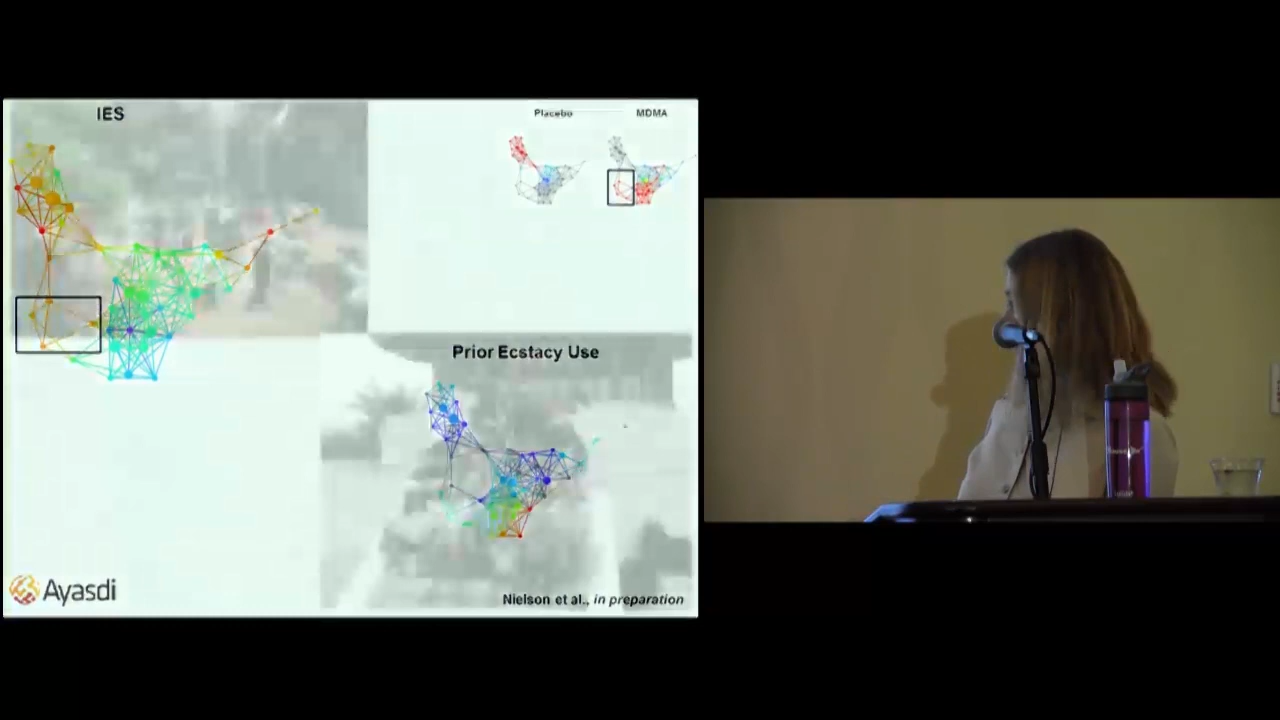 IES
Placebo
MDMA
Prior Ecstacy Use
Ayasdi
Nielson et al., in preparation